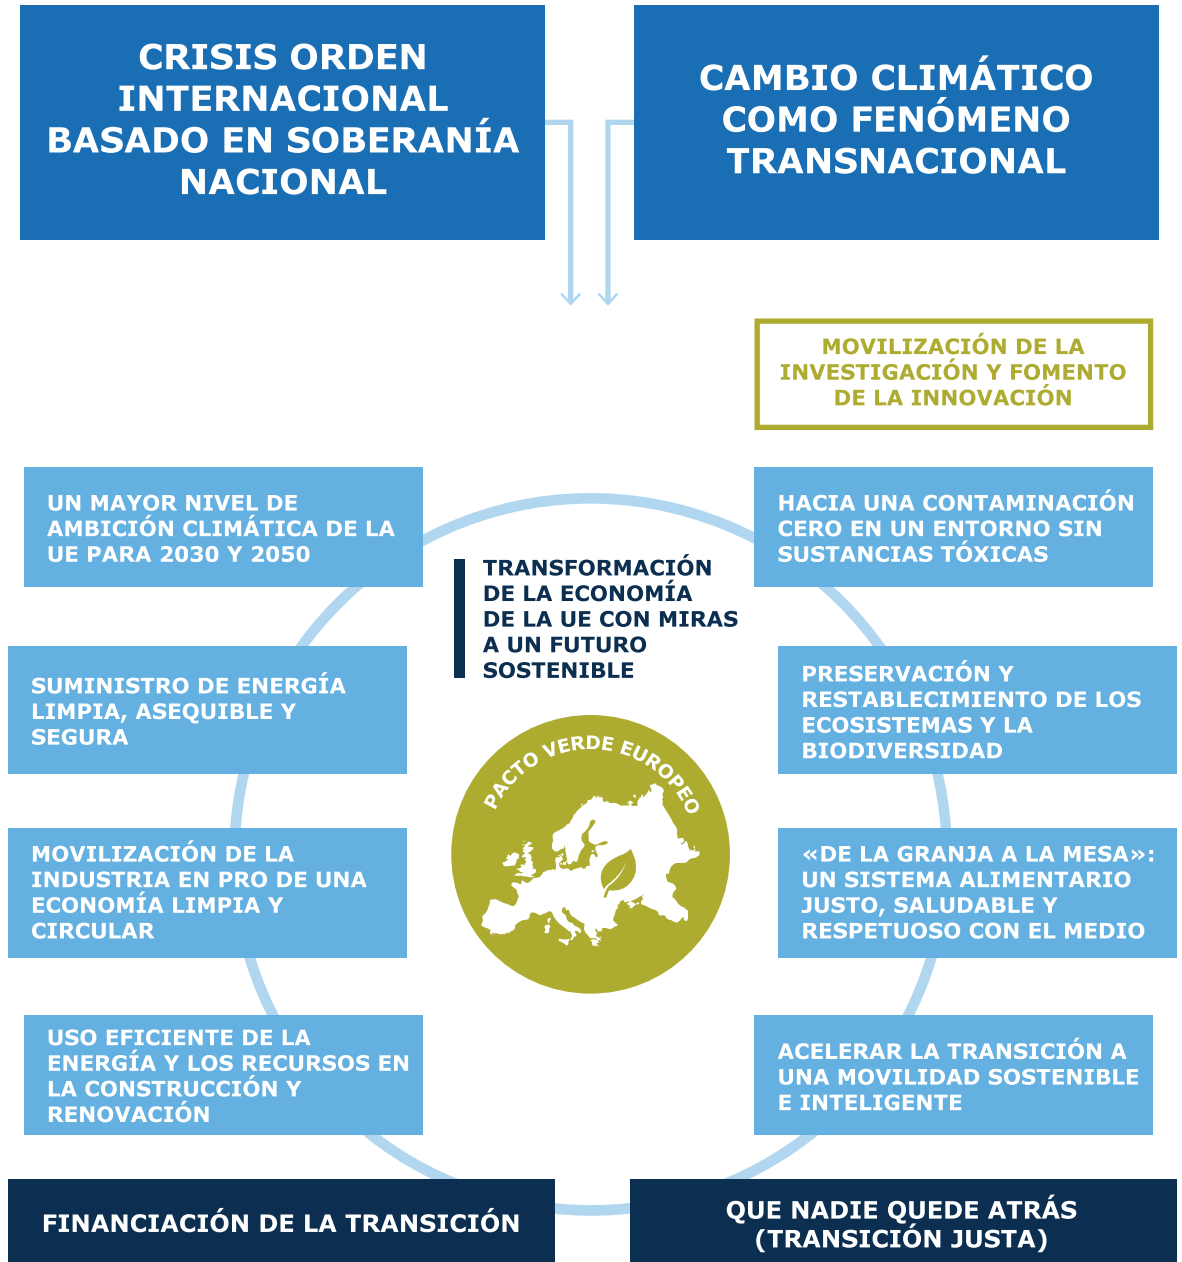 CRISIS ORDEN
INTERNACIONAL
BASADO EN SOBERANÍA
NACIONAL
CAMBIO CLIMÁTICO
COMO FENÓMENO
TRANSNACIONAL
MOVILIZACIÓN DE LA
INVESTIGACIÓN Y FOMENTO
DE LA INNOVACIÓN
UN MAYOR NIVEL DE
AMBICIÓN CLIMÁTICA DE LA
UE PARA 2030 Y 2050
HACIA UNA CONTAMINACIÓN
CERO EN UN ENTORNO SIN
SUSTANCIAS TÓXICAS
TRANSFORMACIÓN
DE LA ECONOMÍA
DE LA UE CON MIRAS
A UN FUTURO
SOSTENIBLE
SUMINISTRO DE ENERGÍA
LIMPIA, ASEQUIBLE Y
SEGURA
PRESERVACIÓN Y
RESTABLECIMIENTO DE LOS
ECOSISTEMAS Y LA
BIODIVERSIDAD
PACTO VERDE EUROPEO
MOVILIZACIÓN DE LA
INDUSTRIA EN PRO DE UNA
ECONOMÍA LIMPIA Y
CIRCULAR
«DE LA GRANJA A LA MESA»:
UN SISTEMA ALIMENTARIO
JUSTO, SALUDABLE Y
RESPETUOSO CON EL MEDIO
USO EFICIENTE DE LA
ENERGÍA Y LOS RECURSOS EN
LA CONSTRUCCIÓN Y
RENOVACIÓN
ACELERAR LA TRANSICIÓN A
UNA MOVILIDAD SOSTENIBLE
E INTELIGENTE
FINANCIACIÓN DE LA TRANSICIÓN
QUE NADIE QUEDE ATRÁS
(TRANSICIÓN JUSTA)